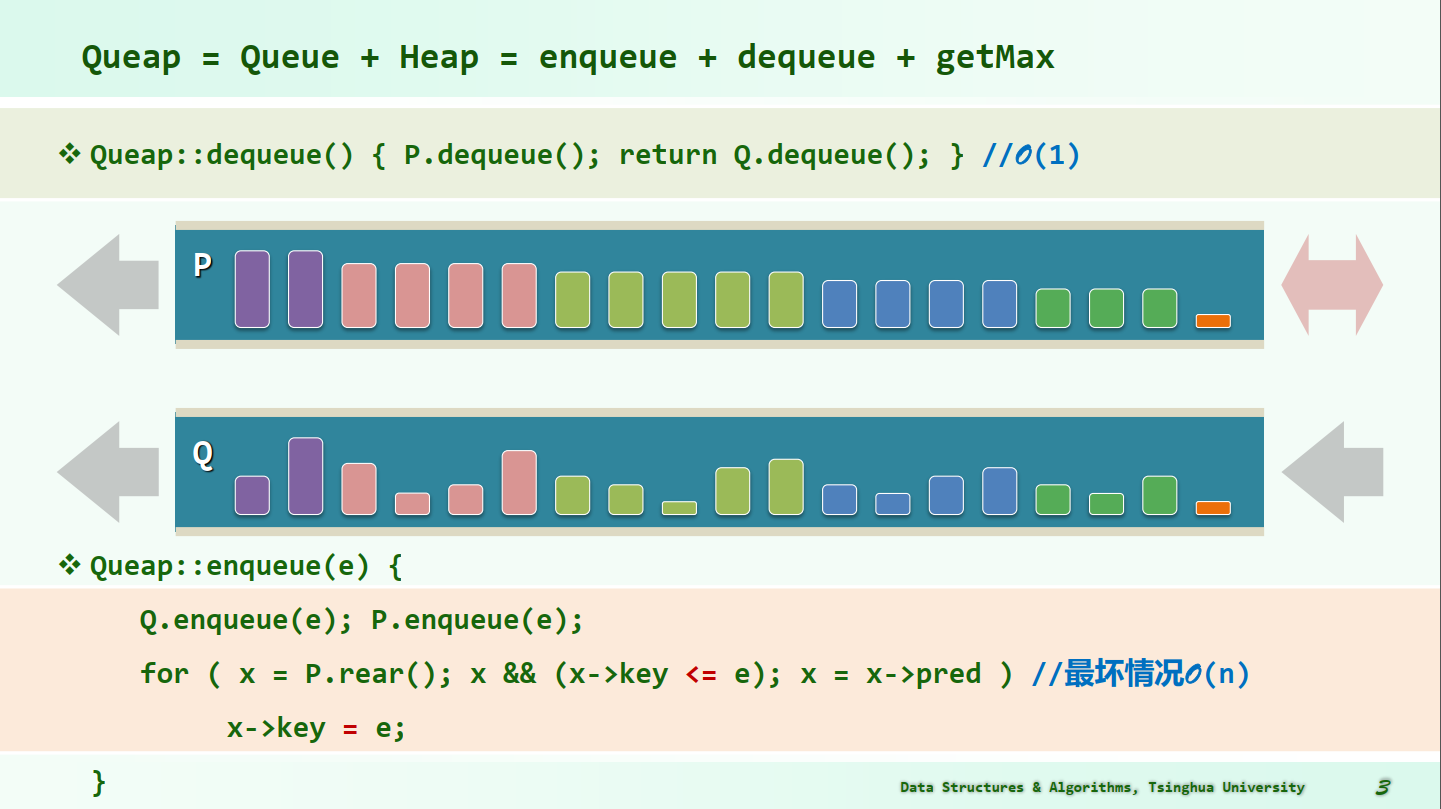 Queap = Queue + Heap = enqueue + dequeue + getMax
❖ Queap::dequeue() { P.dequeue(); return Q.dequeue(); } //O(1)
P
Q
❖ Queap::enqueue(e) {
Q.enqueue(e); P.enqueue(e);
for ( x = P.rear(); x && (x->key <= e); x = x->pred ) //最坏情况O(n)
x->key = e;
}
Data Structures & Algorithms, Tsinghua University
3